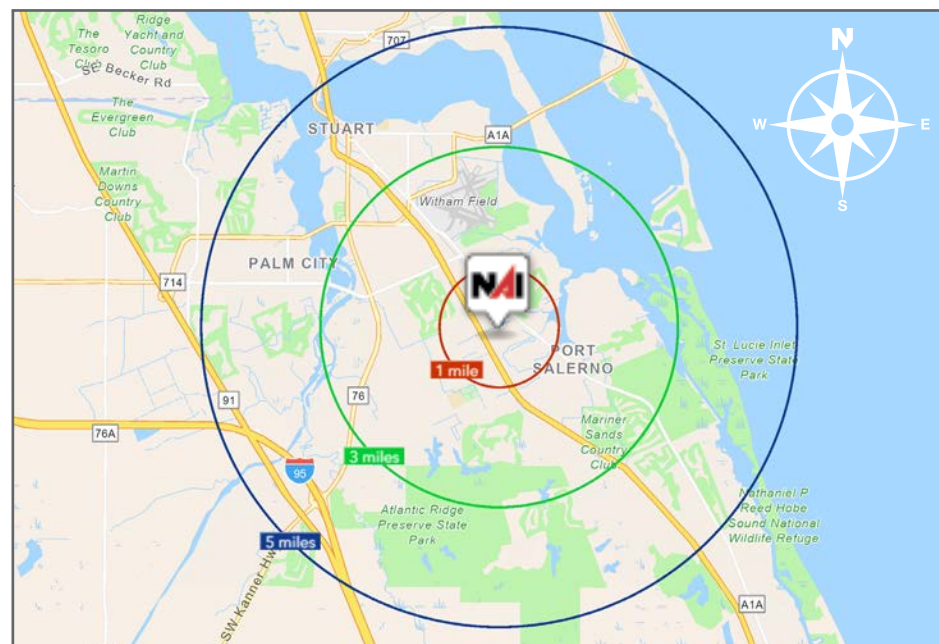 Ridge
Yacht and
Country
Club
The
Tesoro
Club
SE Becker Rd
707
N
The
Evergreen
Club
STUART
A1A
W
E
Martin
Downs
Country
Club
Witham Field
S
PALM CITY
714
NAI
St. Lucie Inlet
Preserve State
Park
PORT
SALERNO
1 mile
76
91
Mariner
Sands
Country
Club
76A
3 miles
95
Nathaniel P
Reed Hobe
Sound National
Wildlife Refuge
Atlantic Ridge
Preserve State
Park
5 miles
SW Kanner Hw
A1A